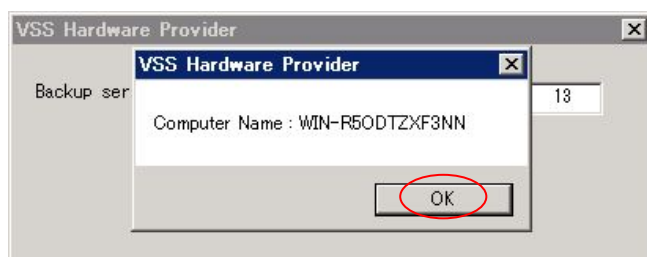 VSS Hardware Provider
VSS Hardware Provider
Backup ser
13
Computer Name : WIN-R5ODTZXF3NN
OK